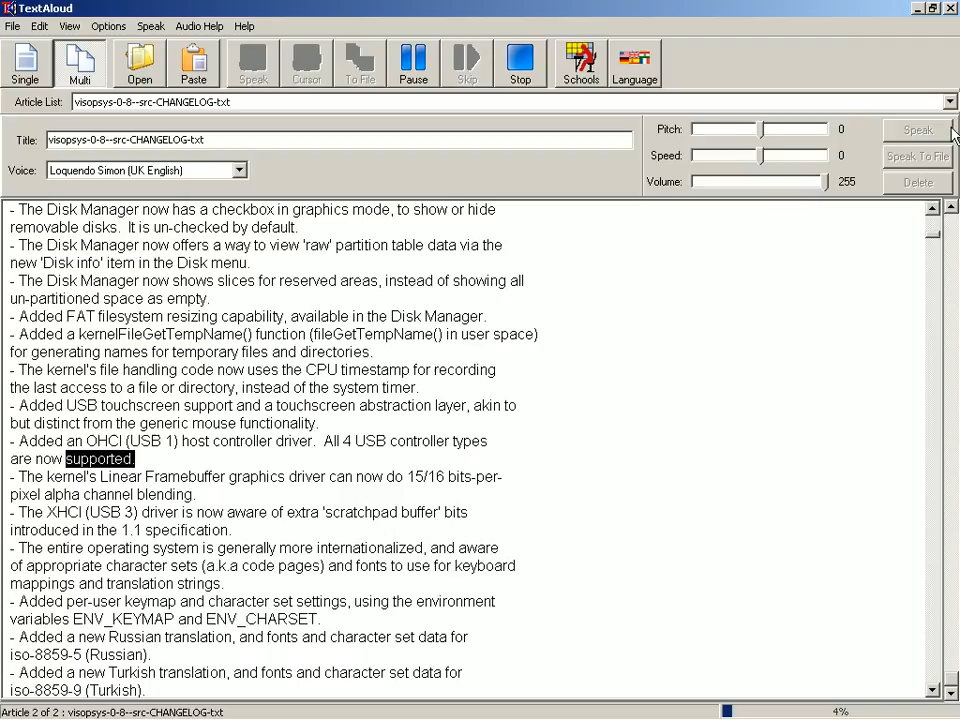 TextAloud
File Edit View Options Speak Audio Help Help
Single Multi Open Paste Speak Cursor To File Pause Skip Stop Schools Language
Article List: visopsys-0-8--src-CHANGELOG-txt
Title: visopsys-0-8--src-CHANGELOG-txt
Voice: Loquendo Simon (UK English)
Pitch: 0 Speak
Speed: 0 Speak To File
Volume: 255 Delete
- The Disk Manager now has a checkbox in graphics mode, to show or hide
removable disks.  It is un-checked by default.
- The Disk Manager now offers a way to view 'raw' partition table data via the
new 'Disk info' item in the Disk menu.
- The Disk Manager now shows slices for reserved areas, instead of showing all
un-partitioned space as empty.
- Added FAT filesystem resizing capability, available in the Disk Manager.
- Added a kernelFileGetTempName() function (fileGetTempName() in user space)
for generating names for temporary files and directories.
- The kernel's file handling code now uses the CPU timestamp for recording
the last access to a file or directory, instead of the system timer.
- Added USB touchscreen support and a touchscreen abstraction layer, akin to
but distinct from the generic mouse functionality.
- Added an OHCI (USB 1) host controller driver.  All 4 USB controller types
are now supported.
- The kernel's Linear Framebuffer graphics driver can now do 15/16 bits-per-
pixel alpha channel blending.
- The XHCI (USB 3) driver is now aware of extra 'scratchpad buffer' bits
introduced in the 1.1 specification.
- The entire operating system is generally more internationalized, and aware
of appropriate character sets (a.k.a code pages) and fonts to use for keyboard
mappings and translation strings.
- Added per-user keymap and character set settings, using the environment
variables ENV_KEYMAP and ENV_CHARSET.
- Added a new Russian translation, and fonts and character set data for
iso-8859-5 (Russian).
- Added a new Turkish translation, and fonts and character set data for
iso-8859-9 (Turkish).
Article 2 of 2 : visopsys-0-8--src-CHANGELOG-txt 4%